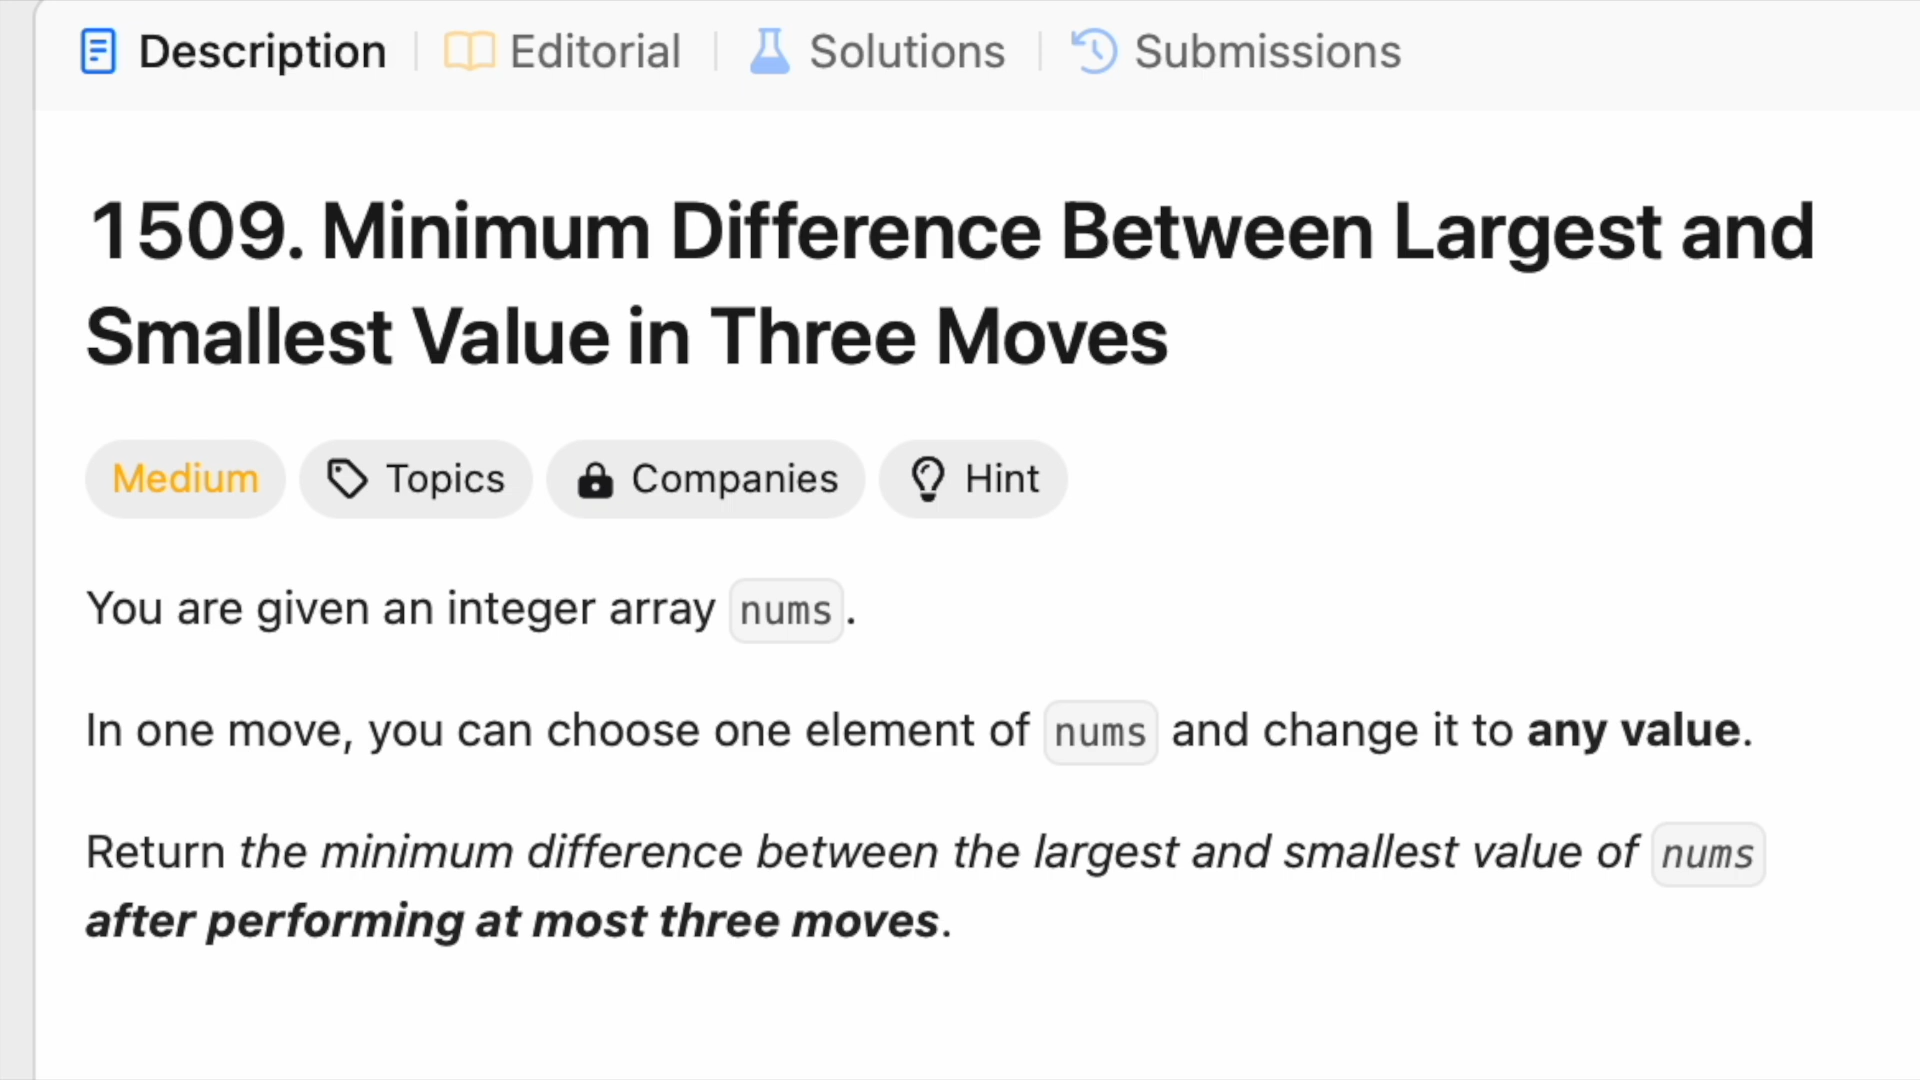 Description | Editorial | Solutions | Submissions
1509. Minimum Difference Between Largest and
Smallest Value in Three Moves
Medium Topics Companies Hint
You are given an integer array nums.
In one move, you can choose one element of nums and change it to any value.
Return the minimum difference between the largest and smallest value of nums
after performing at most three moves.